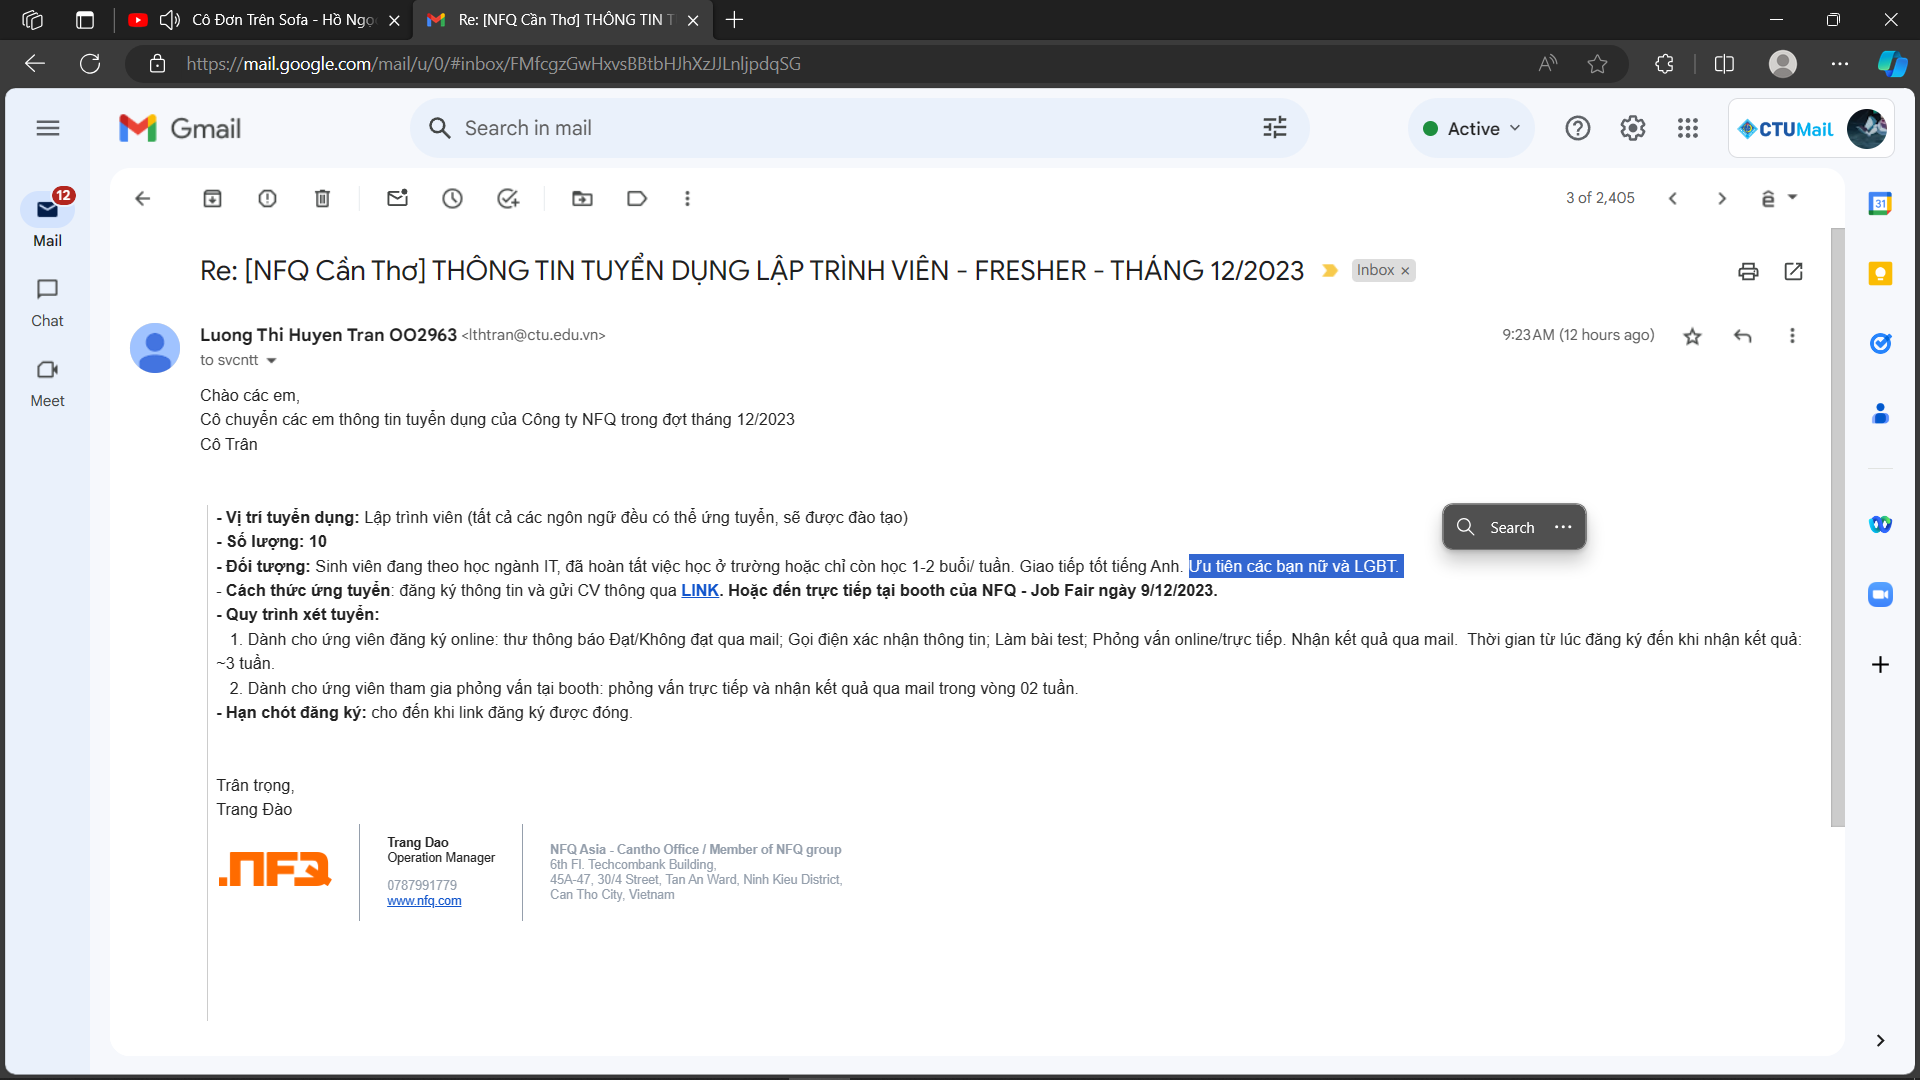 Cô Đơn Trên Sofa - Hồ Ngọ
Re: [NFQ Cần Thơ] THÔNG TIN T
https://mail.google.com/mail/u/0/#inbox/FMfcgzGwHxvsBBtbHJhXzJJLnljpdqSG
Gmail
Search in mail
Active
CTUMail
12
Mail
Chat
Meet
3 of 2,405
31
Re: [NFQ Cần Thơ] THÔNG TIN TUYỂN DỤNG LẬP TRÌNH VIÊN - FRESHER - THÁNG 12/2023
Inbox ×
Luong Thi Huyen Tran OO2963 <lthtran@ctu.edu.vn>
9:23 AM (12 hours ago)
to svcntt
Chào các em,
Cô chuyển các em thông tin tuyển dụng của Công ty NFQ trong đợt tháng 12/2023
Cô Trân
- Vị trí tuyển dụng: Lập trình viên (tất cả các ngôn ngữ đều có thể ứng tuyển, sẽ được đào tạo)
Search
- Số lượng: 10
- Đối tượng: Sinh viên đang theo học ngành IT, đã hoàn tất việc học ở trường hoặc chỉ còn học 1-2 buổi/ tuần. Giao tiếp tốt tiếng Anh. Ưu tiên các bạn nữ và LGBT.
- Cách thức ứng tuyển: đăng ký thông tin và gửi CV thông qua LINK. Hoặc đến trực tiếp tại booth của NFQ - Job Fair ngày 9/12/2023.
- Quy trình xét tuyển:
1. Dành cho ứng viên đăng ký online: thư thông báo Đạt/Không đạt qua mail; Gọi điện xác nhận thông tin; Làm bài test; Phỏng vấn online/trực tiếp. Nhận kết quả qua mail. Thời gian từ lúc đăng ký đến khi nhận kết quả:
~3 tuần.
2. Dành cho ứng viên tham gia phỏng vấn tại booth: phỏng vấn trực tiếp và nhận kết quả qua mail trong vòng 02 tuần.
- Hạn chót đăng ký: cho đến khi link đăng ký được đóng.
Trân trọng,
Trang Đào
.NFQ
Trang Dao
Operation Manager
0787991779
www.nfq.com
NFQ Asia - Cantho Office / Member of NFQ group
6th Fl. Techcombank Building,
45A-47, 30/4 Street, Tan An Ward, Ninh Kieu District,
Can Tho City, Vietnam